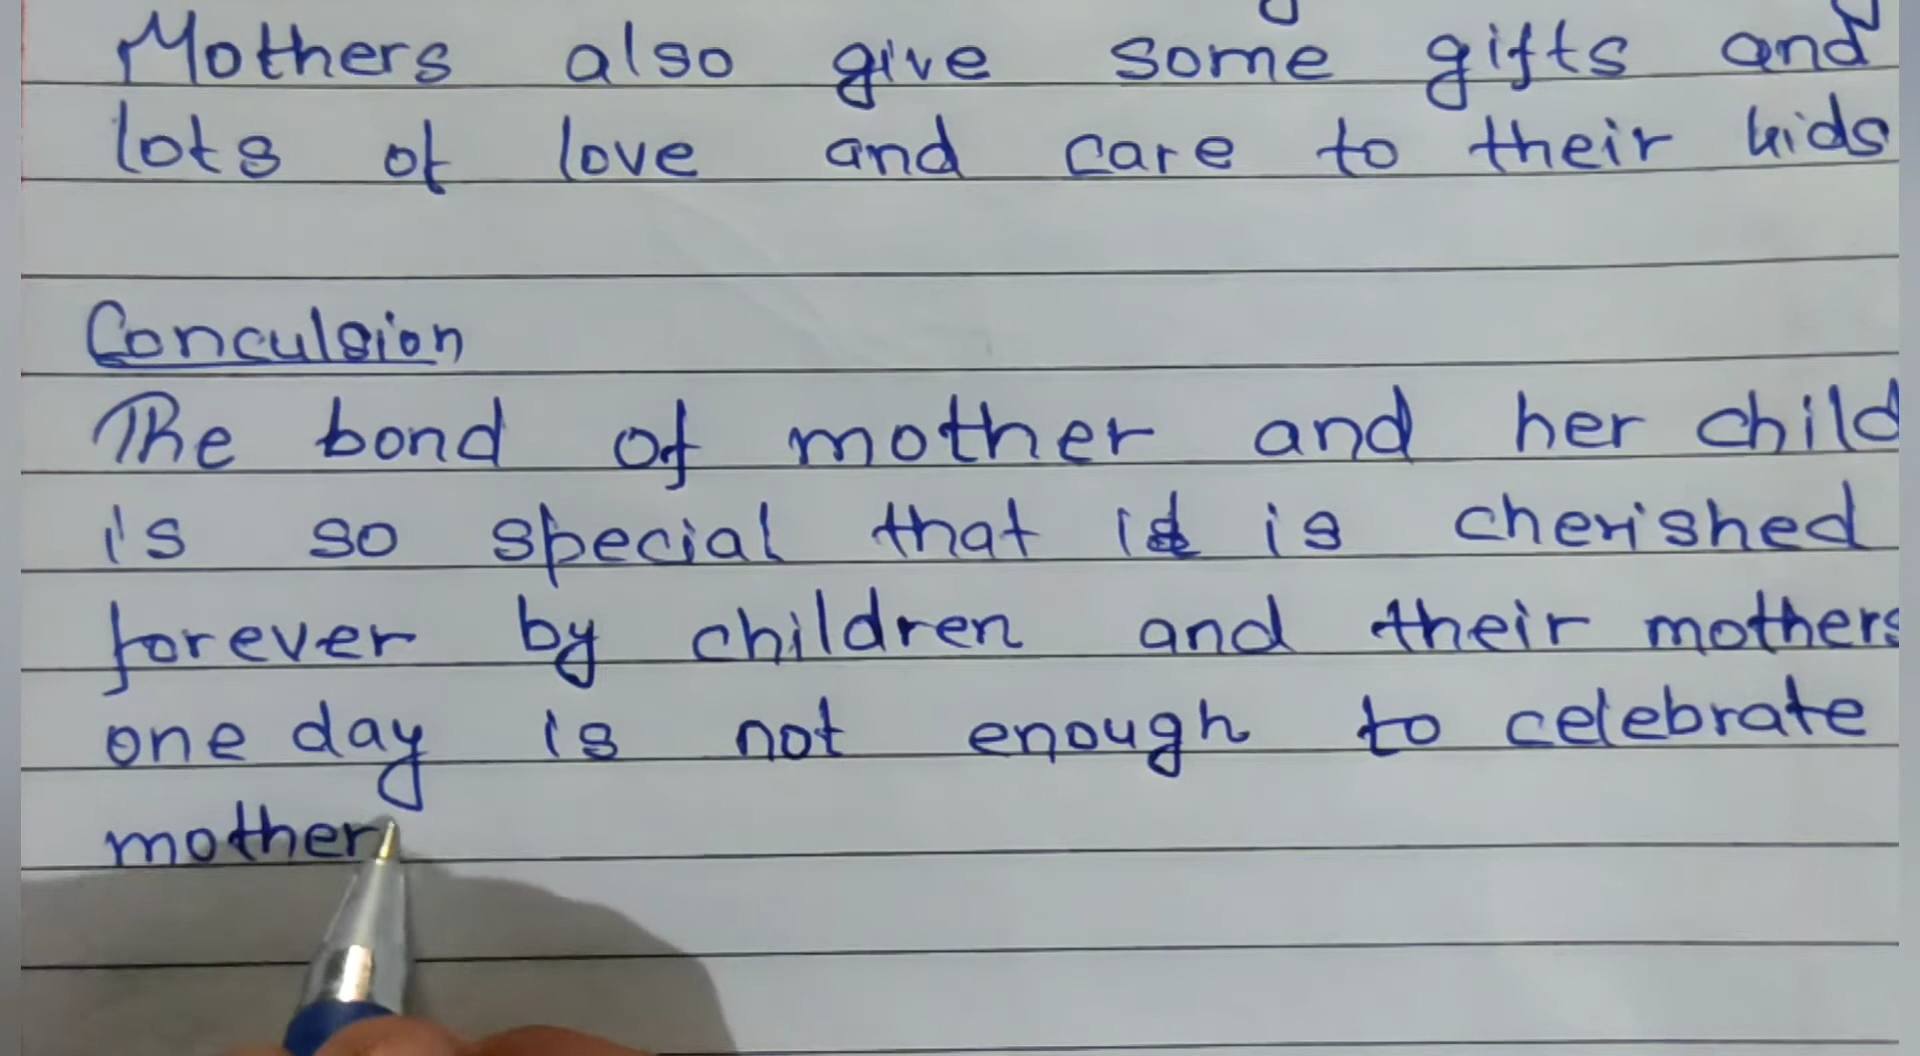 Mothers also give some gifts and
lots of love and care to their kids
Conculsion
The bond of mother and her child
is so special that it is cherished
forever by children and their mothers
one day is not enough to celebrate
mother